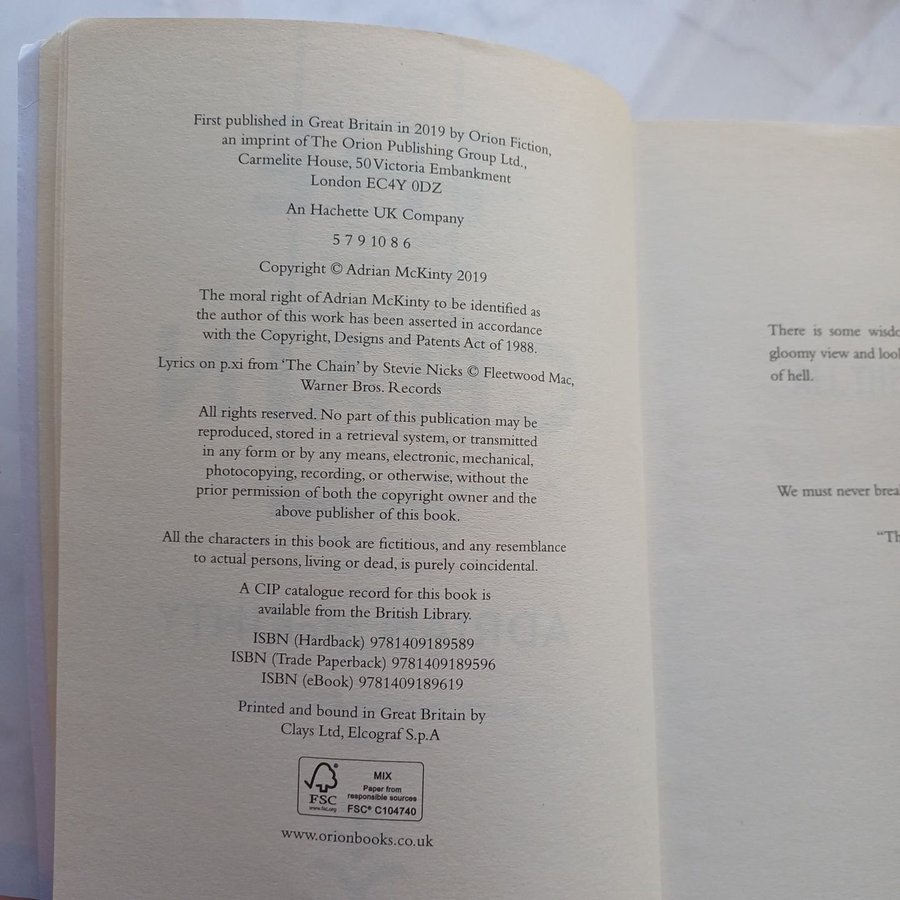 First published in Great Britain in 2019 by Orion Fiction,
an imprint of The Orion Publishing Group Ltd.,
Carmelite House, 50 Victoria Embankment
London EC4Y 0DZ
An Hachette UK Company
5 7 9 10 8 6
Copyright © Adrian McKinty 2019
The moral right of Adrian McKinty to be identified as
the author of this work has been asserted in accordance
with the Copyright, Designs and Patents Act of 1988.
Lyrics on p.xi from ‘The Chain’ by Stevie Nicks © Fleetwood Mac,
Warner Bros. Records
All rights reserved. No part of this publication may be
reproduced, stored in a retrieval system, or transmitted
in any form or by any means, electronic, mechanical,
photocopying, recording, or otherwise, without the
prior permission of both the copyright owner and the
above publisher of this book.
All the characters in this book are fictitious, and any resemblance
to actual persons, living or dead, is purely coincidental.
A CIP catalogue record for this book is
available from the British Library.
ISBN (Hardback) 9781409189589
ISBN (Trade Paperback) 9781409189596
ISBN (eBook) 9781409189619
Printed and bound in Great Britain by
Clays Ltd, Elcograf S.p.A
FSC
www.fsc.org
MIX
Paper from
responsible sources
FSC® C104740
www.orionbooks.co.uk
There is some
gloomy view and
of hell.
We must never